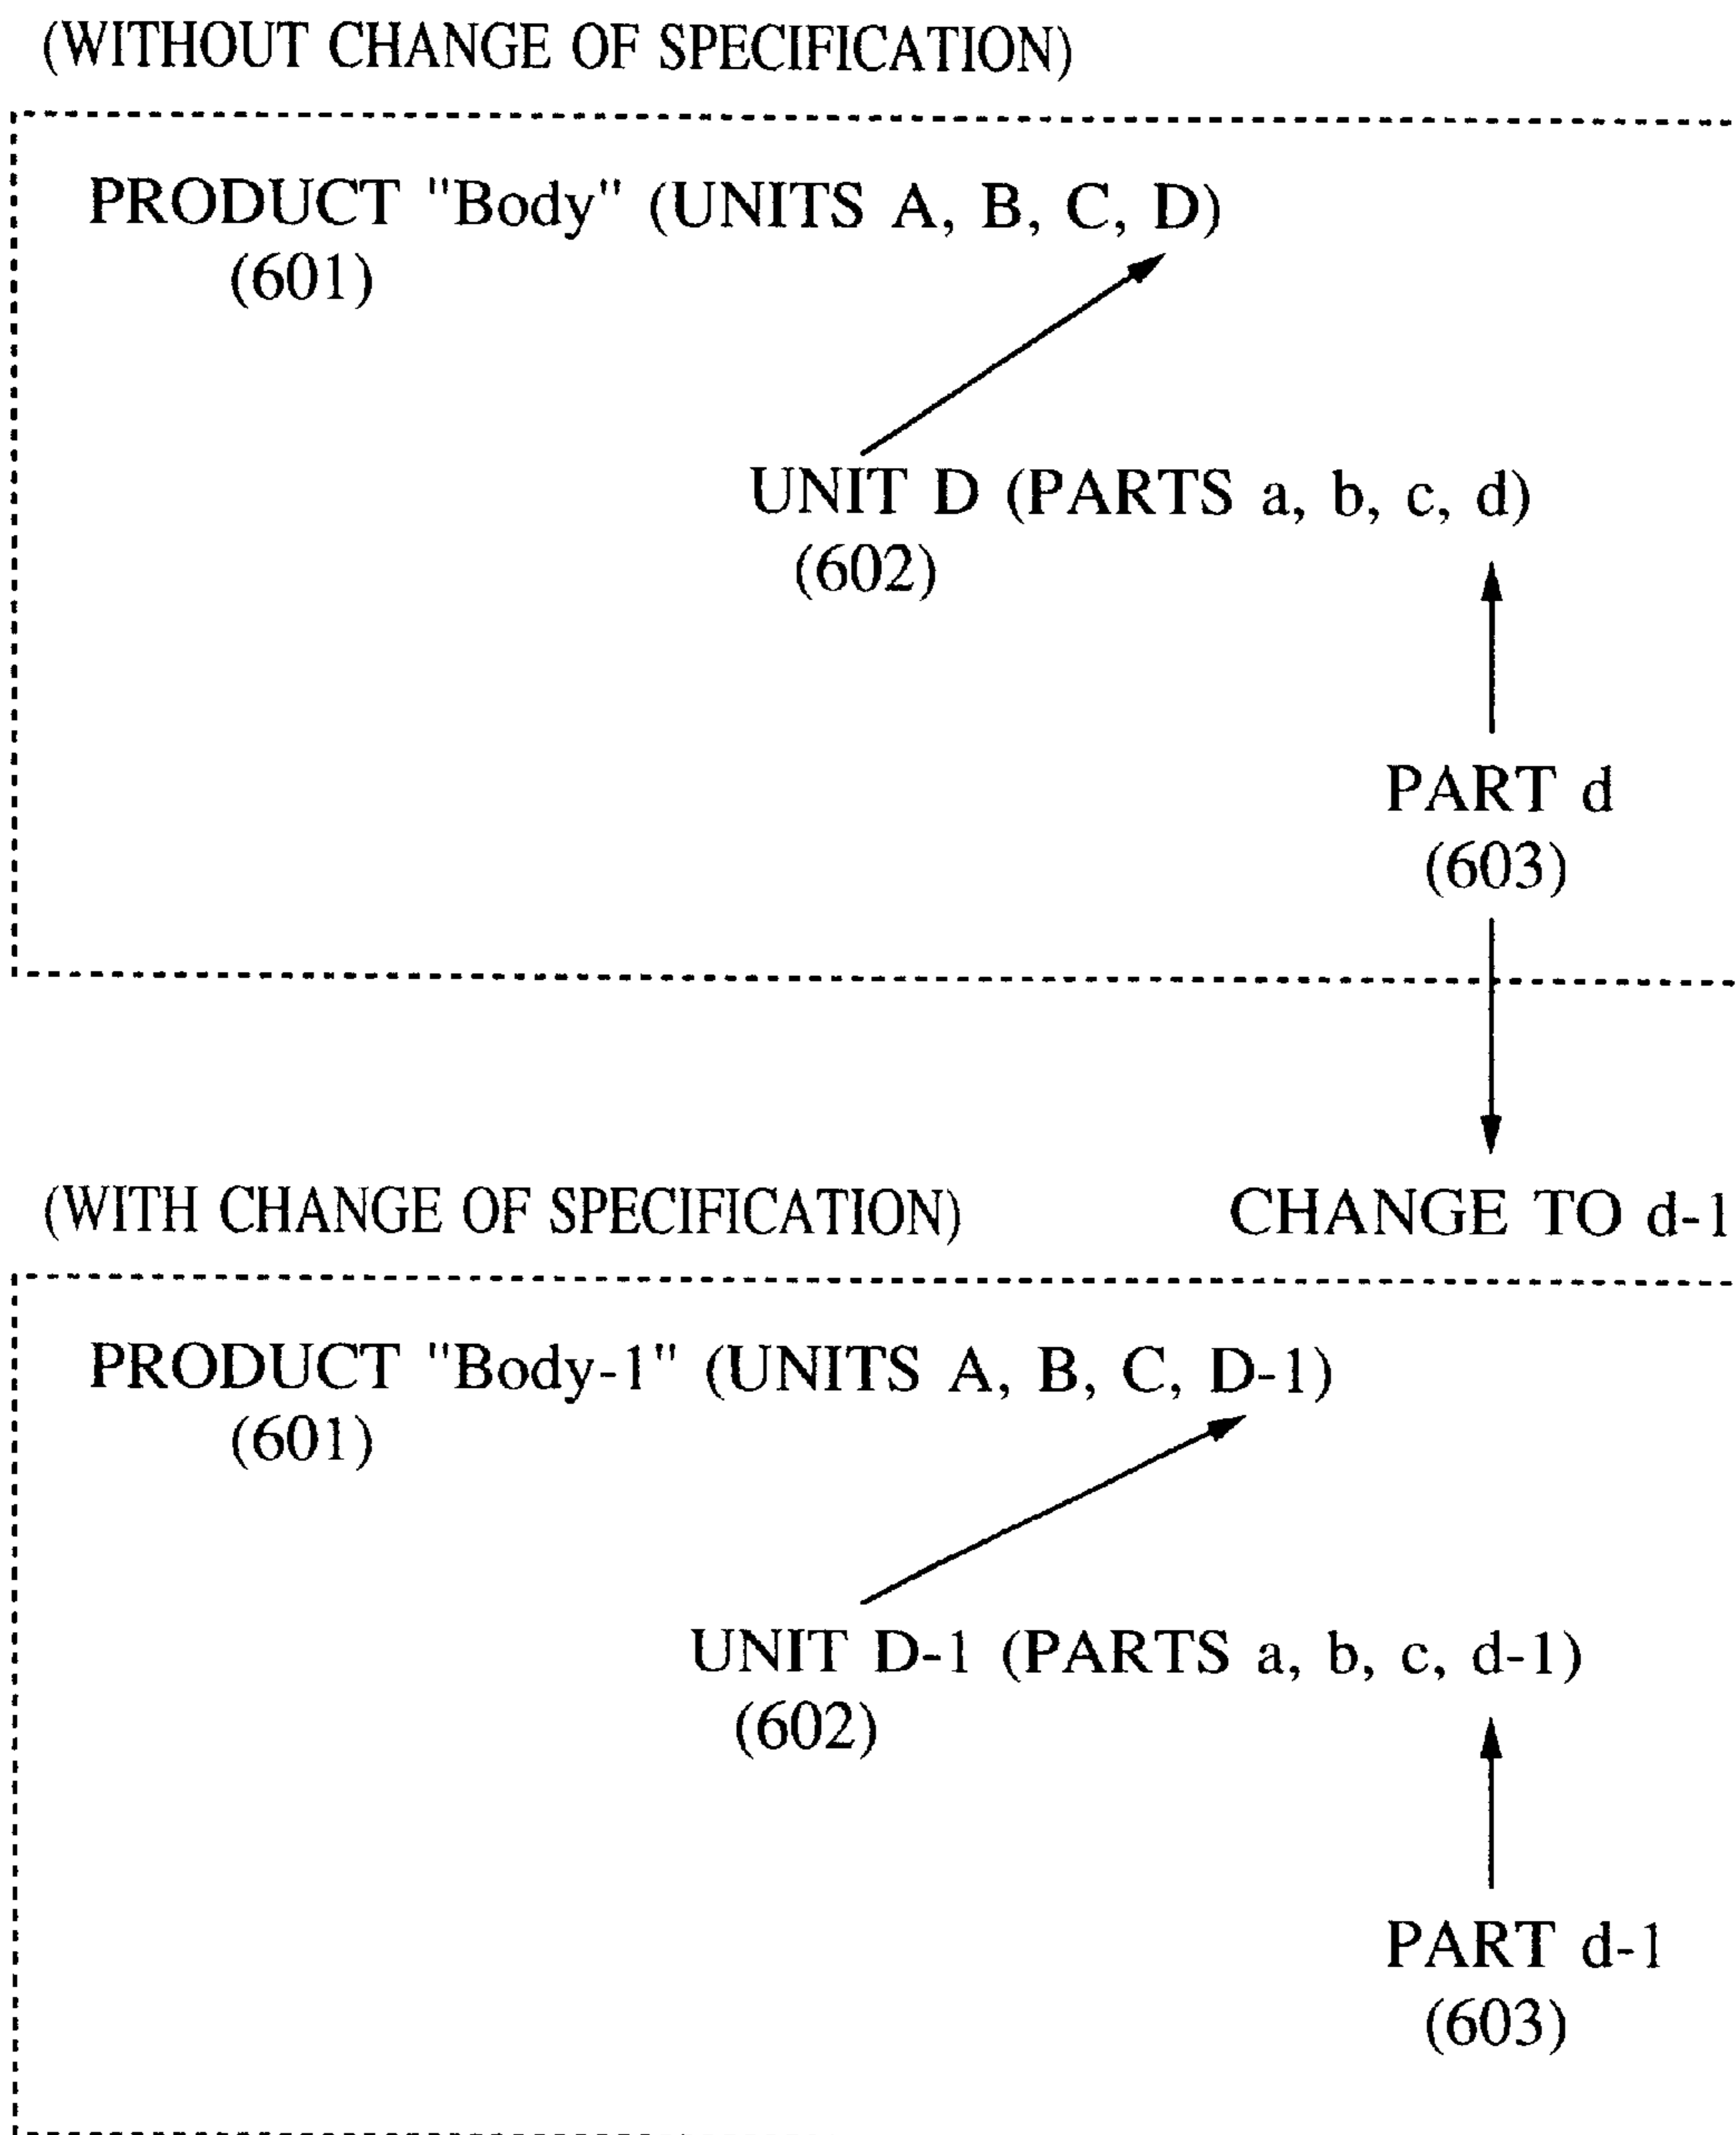 (WITHOUT CHANGE OF SPECIFICATION)
PRODUCT "Body" (UNITS A, B, C, D)
(601)
UNIT D (PARTS a, b, c, d)
(602)
PART d
(603)
(WITH CHANGE OF SPECIFICATION) CHANGE TO d-1
PRODUCT "Body-1" (UNITS A, B, C, D-1)
(601)
UNIT D-1 (PARTS a, b, c, d-1)
(602)
PART d-1
(603)